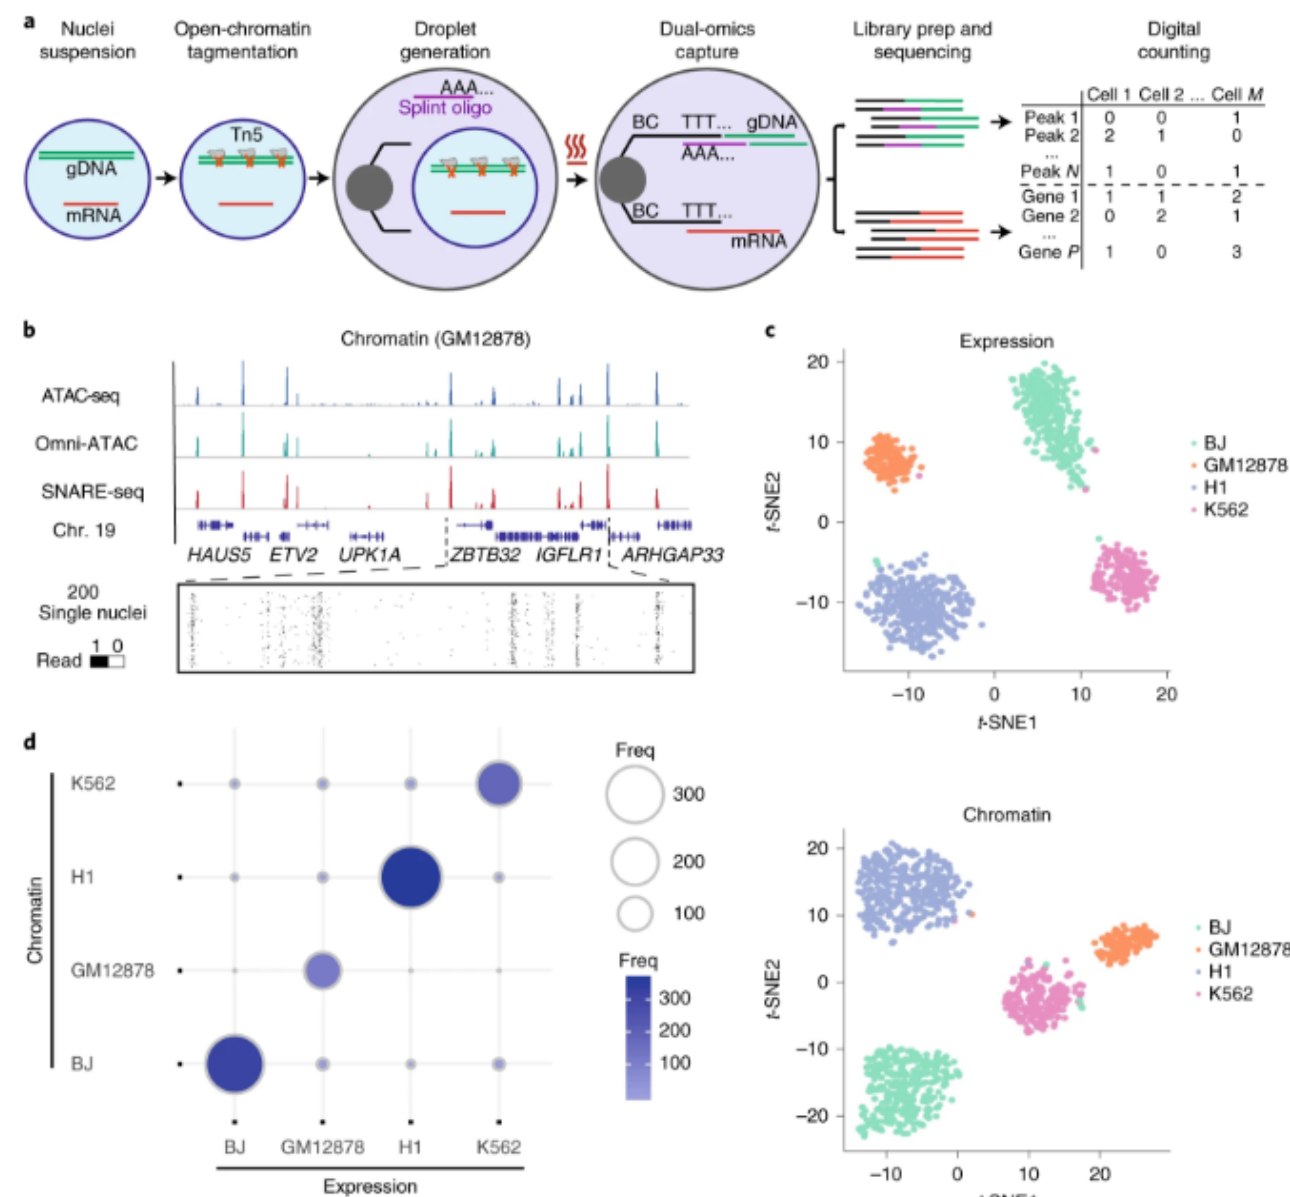 a
Nuclei suspension
Open-chromatin tagmentation
Droplet generation
Dual-omics capture
Library prep and sequencing
Digital counting
gDNA
mRNA
Tn5
AAA...
Splint oligo
BC TTT... gDNA
AAA...
BC TTT...
mRNA
Cell 1 Cell 2 ... Cell M
Peak 1 0 0 1
Peak 2 2 1 0
...
Peak N 1 0 1
Gene 1 1 1 2
Gene 2 0 2 1
...
Gene P 1 0 3
b
Chromatin (GM12878)
ATAC-seq
Omni-ATAC
SNARE-seq
Chr. 19
HAUS5 ETV2 UPK1A ZBTB32 IGFLR1 ARHGAP33
200
Single nuclei
1 0
Read
c
Expression
20
10
0
−10
t-SNE2
−10 0 10 20
t-SNE1
BJ
GM12878
H1
K562
d
Chromatin
K562
H1
GM12878
BJ
BJ GM12878 H1 K562
Expression
Freq
300
200
100
Freq
300
200
100
Chromatin
20
10
0
−10
−20
t-SNE2
−10 0 10 20
t-SNE1
BJ
GM12878
H1
K562